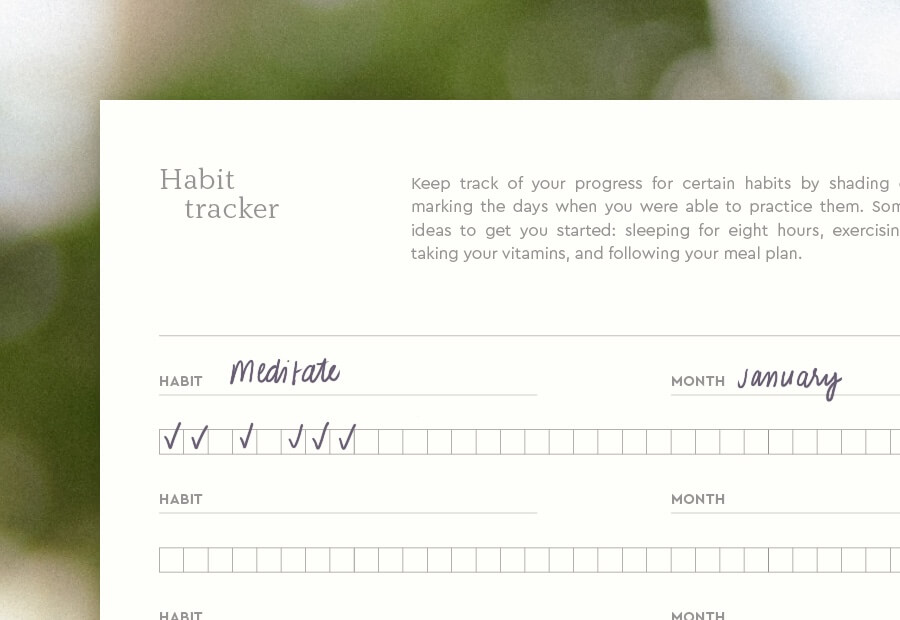 Habit
tracker
Keep track of your progress for certain habits by shading
marking the days when you were able to practice them.
ideas to get you started: sleeping for eight hours,
taking your vitamins, and following your meal plan.
HABIT Meditate MONTH January
✓ ✓ ✓ ✓ ✓ ✓
HABIT MONTH
HABIT MONTH